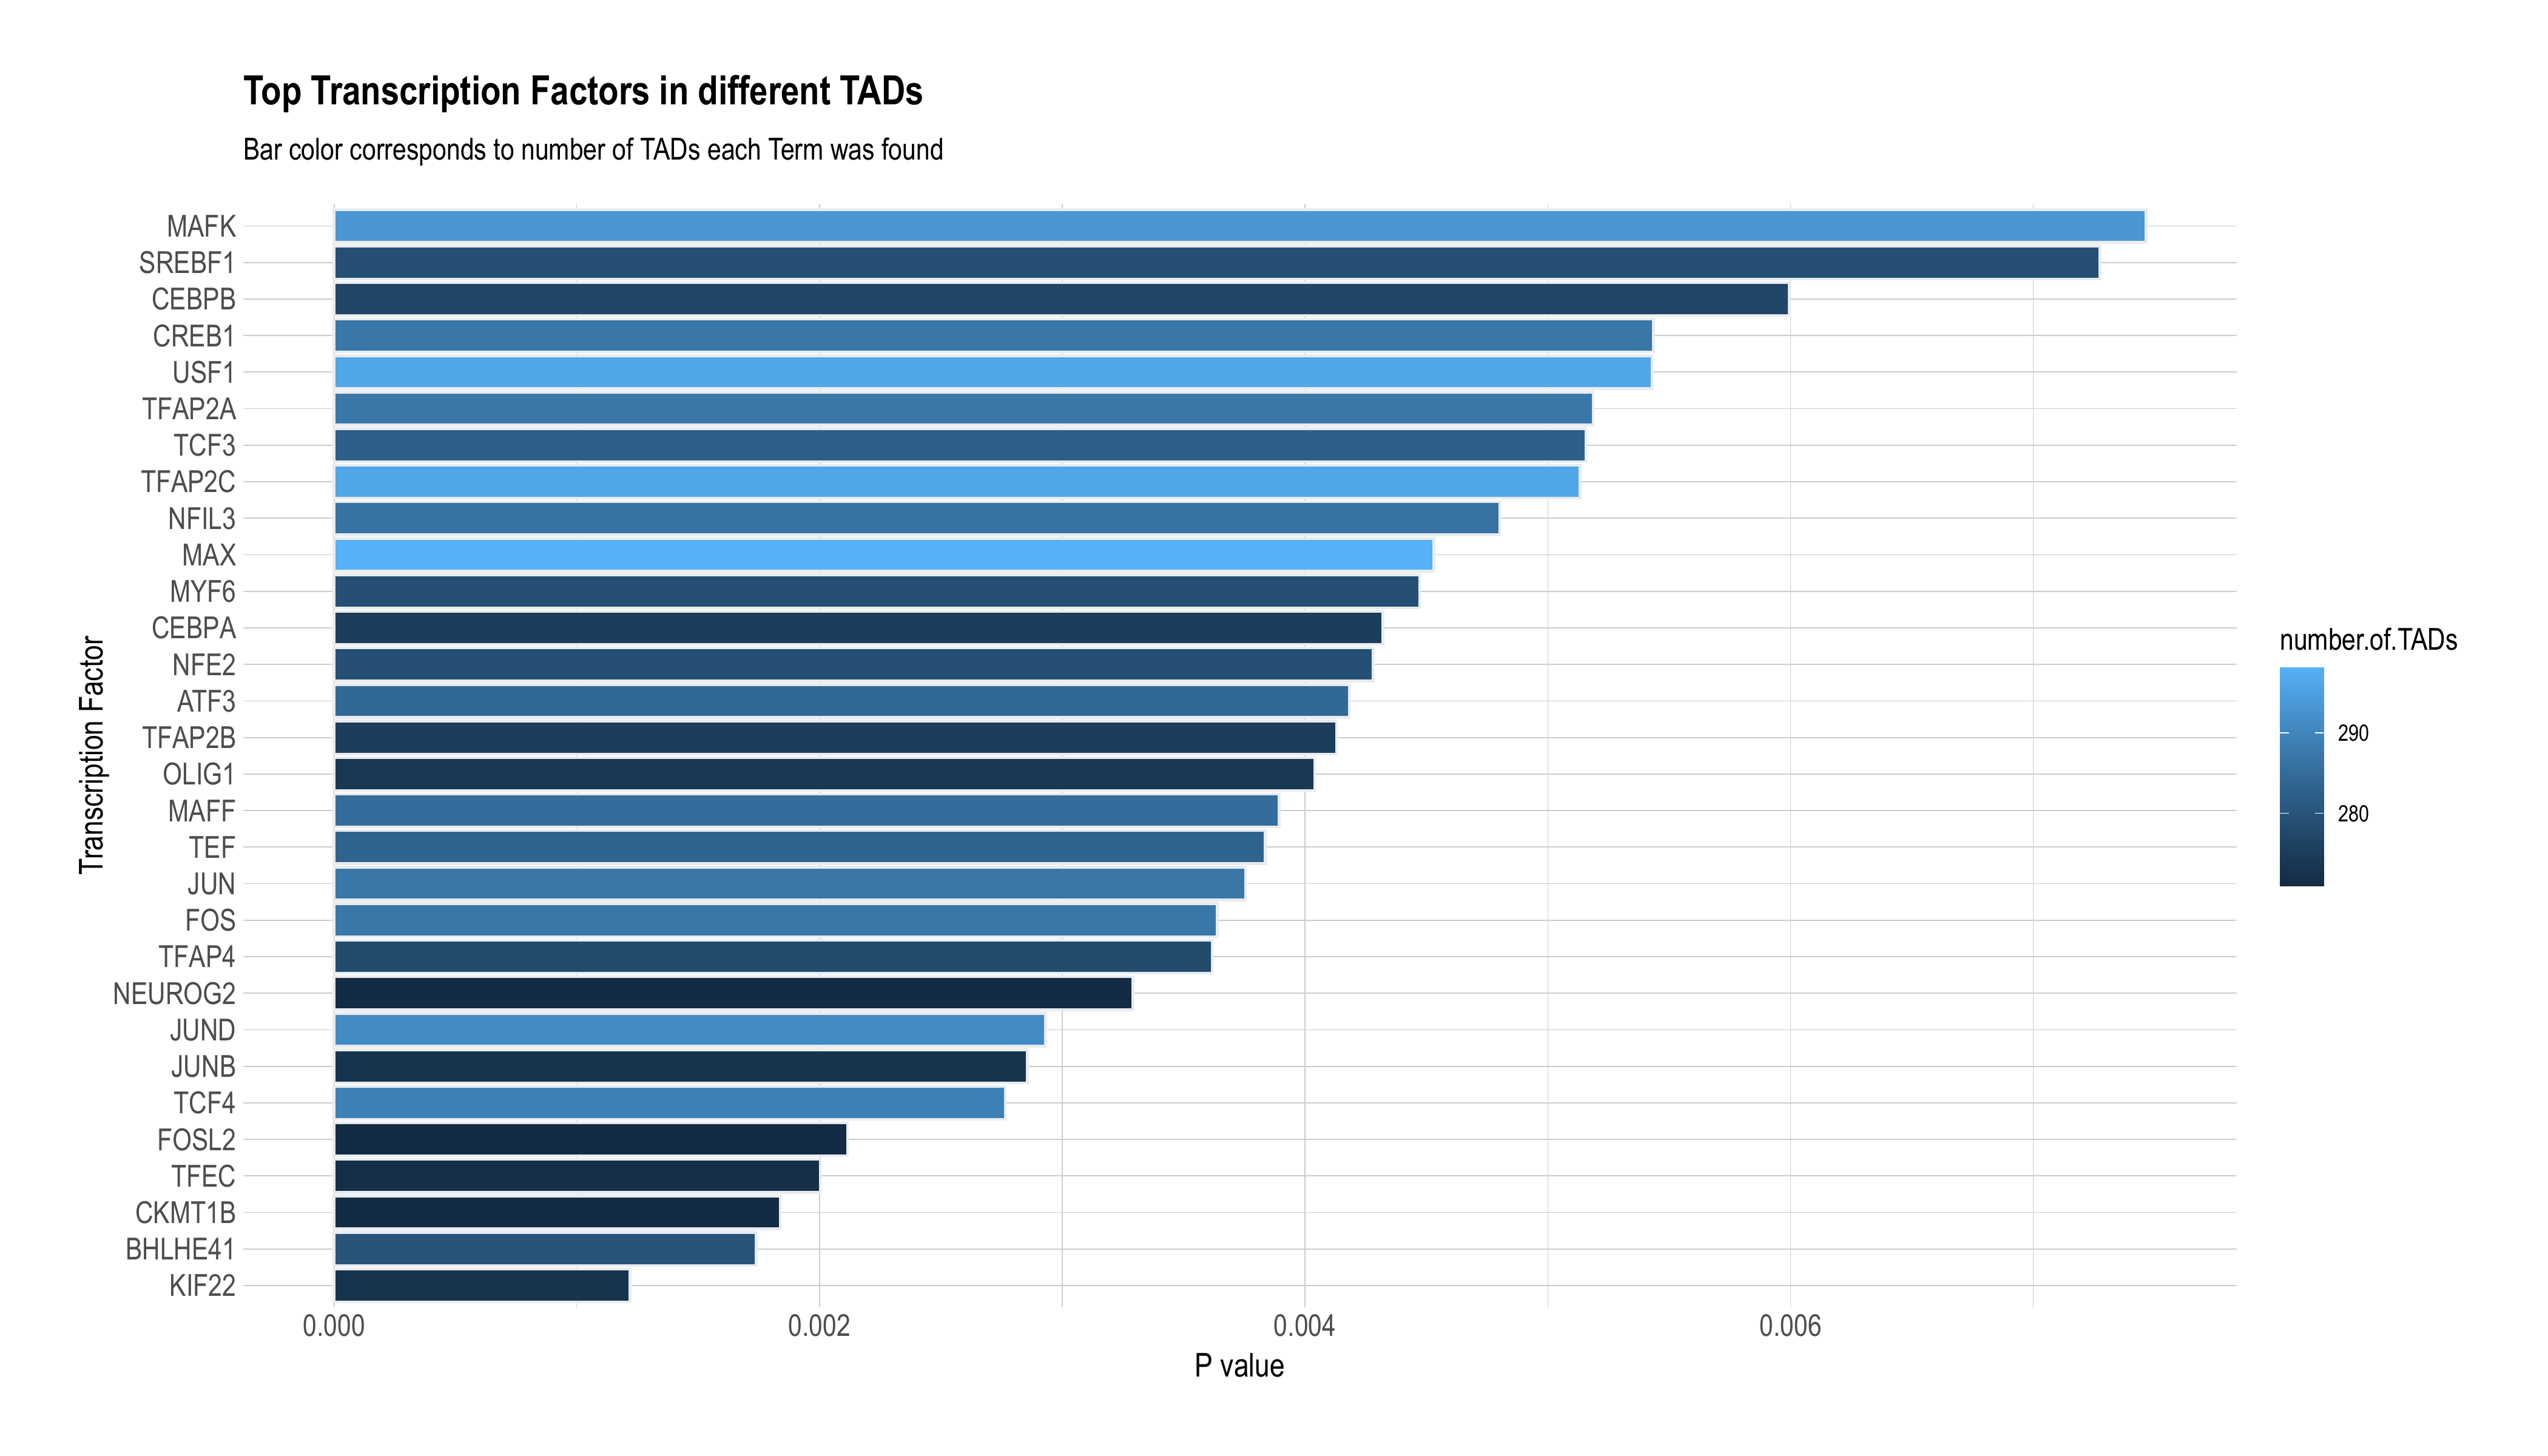 Top Transcription Factors in different TADs
Bar color corresponds to number of TADs each Term was found
Transcription Factor
MAFK
SREBF1
CEBPB
CREB1
USF1
TFAP2A
TCF3
TFAP2C
NFIL3
MAX
MYF6
CEBPA
NFE2
ATF3
TFAP2B
OLIG1
MAFF
TEF
JUN
FOS
TFAP4
NEUROG2
JUND
JUNB
TCF4
FOSL2
TFEC
CKMT1B
BHLHE41
KIF22
0.000 0.002 0.004 0.006
P value
number.of.TADs
290
280